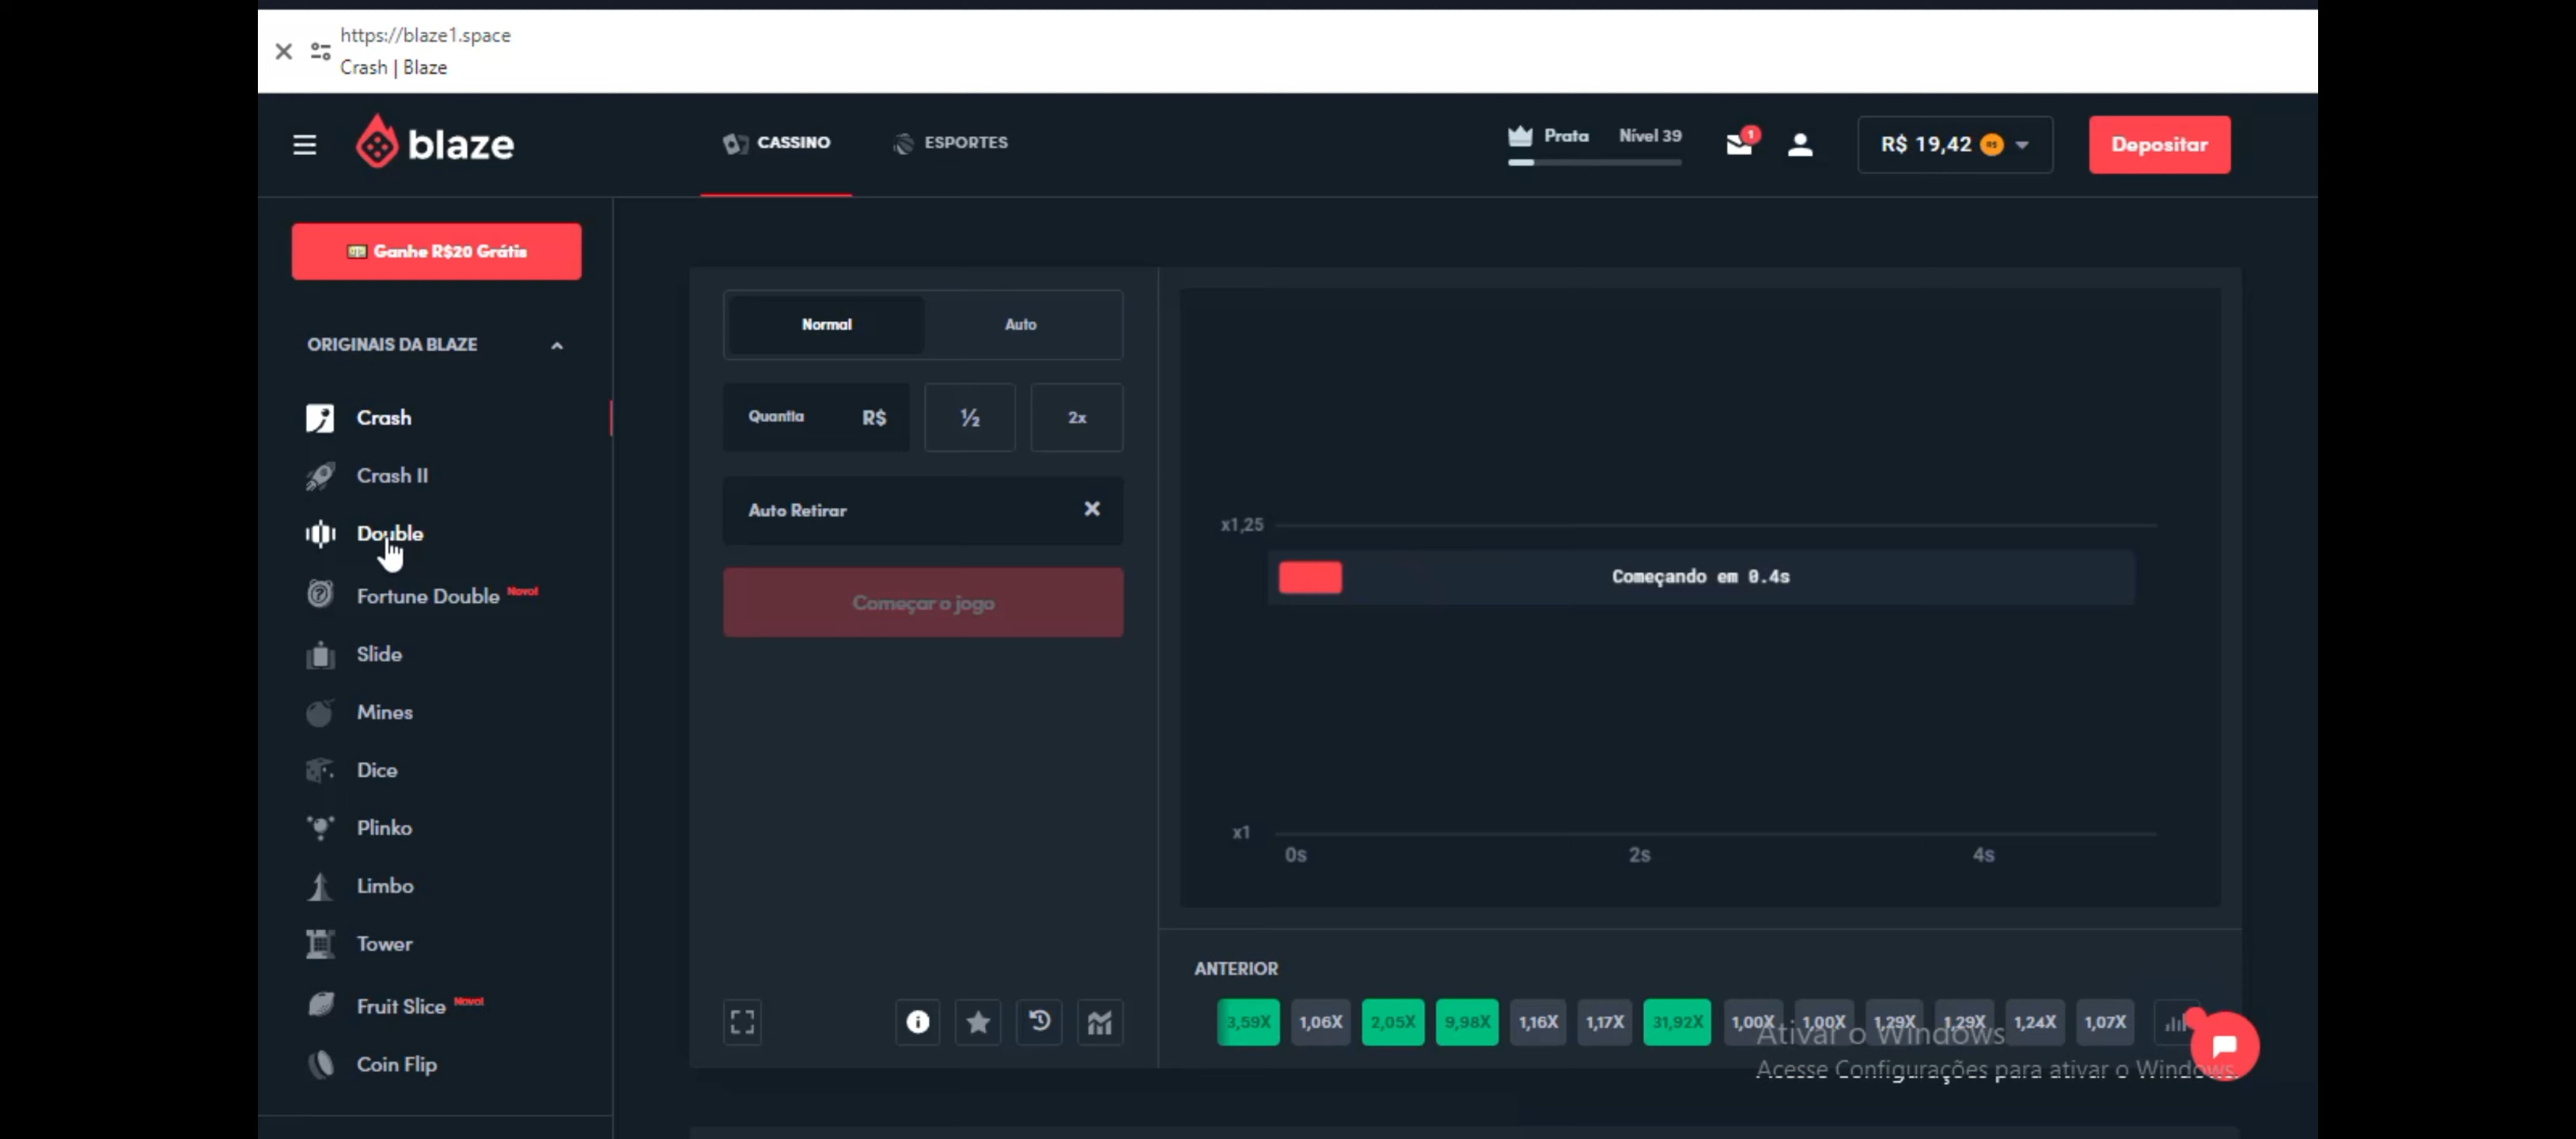 https://blaze1.space
Crash | Blaze
blaze
CASSINO
ESPORTES
Prata Nível 39
1
R$ 19,42 R$
Depositar
Ganhe R$20 Grátis
ORIGINAIS DA BLAZE
Crash
Crash II
Double
Fortune Double Novo!
Slide
Mines
Dice
Plinko
Limbo
Tower
Fruit Slice Novo!
Coin Flip
Normal
Auto
Quantia R$
½
2x
Auto Retirar
Começar o jogo
x1,25
Começando em 0.4s
x1
0s 2s 4s
ANTERIOR
3,59X 1,06X 2,05X 9,98X 1,16X 1,17X 31,92X 1,00X 1,00X 1,29X 1,29X 1,24X 1,07X
Ativar o Windows
Acesse Configurações para ativar o Windows.